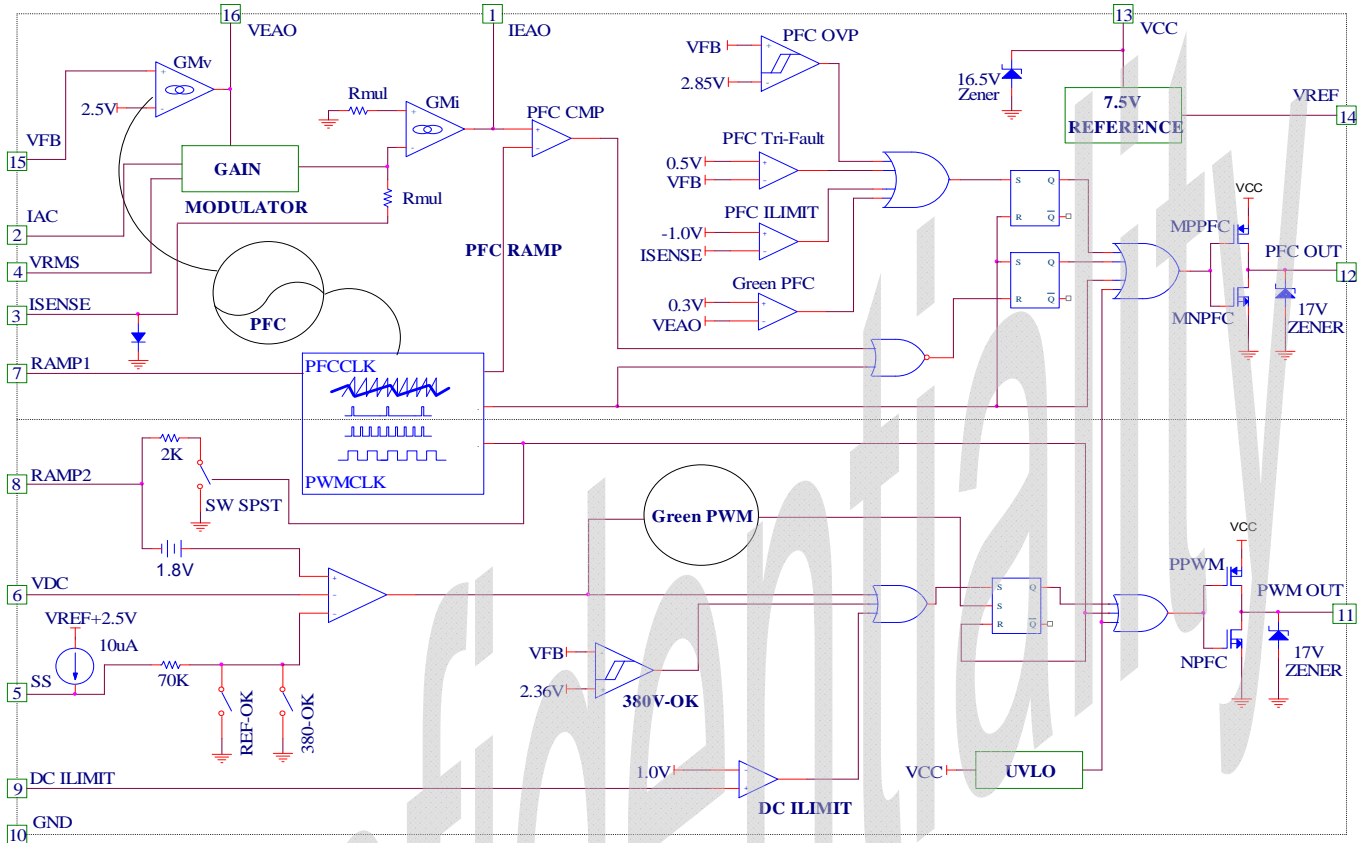 16
VEAO
1
IEAO
13
VCC
GMv
2.5V
VFB
15
GAIN
MODULATOR
IAC
2
VRMS
4
ISENSE
3
PFC
RAMP1
7
Rmul
GMi
Rmul
PFC CMP
PFC RAMP
PFC OVP
VFB
+
-
2.85V
PFC Tri-Fault
0.5V
VFB
PFC ILIMIT
-1.0V
ISENSE
Green PFC
0.3V
VEAO
16.5V
Zener
7.5V
REFERENCE
VREF
14
S Q
R Q
S Q
R Q
VCC
MPPFC
PFC OUT
12
MNPFC
17V
ZENER
PFCCLK
PWMCLK
RAMP2
8
2K
SW SPST
1.8V
VDC
6
VREF+2.5V
10uA
SS
5
70K
REF-OK
380-OK
Green PWM
VFB
2.36V
380V-OK
S Q
S
R Q
VCC
PPWM
PWM OUT
11
NPFC
17V
ZENER
DC ILIMIT
9
1.0V
DC ILIMIT
VCC
UVLO
GND
10